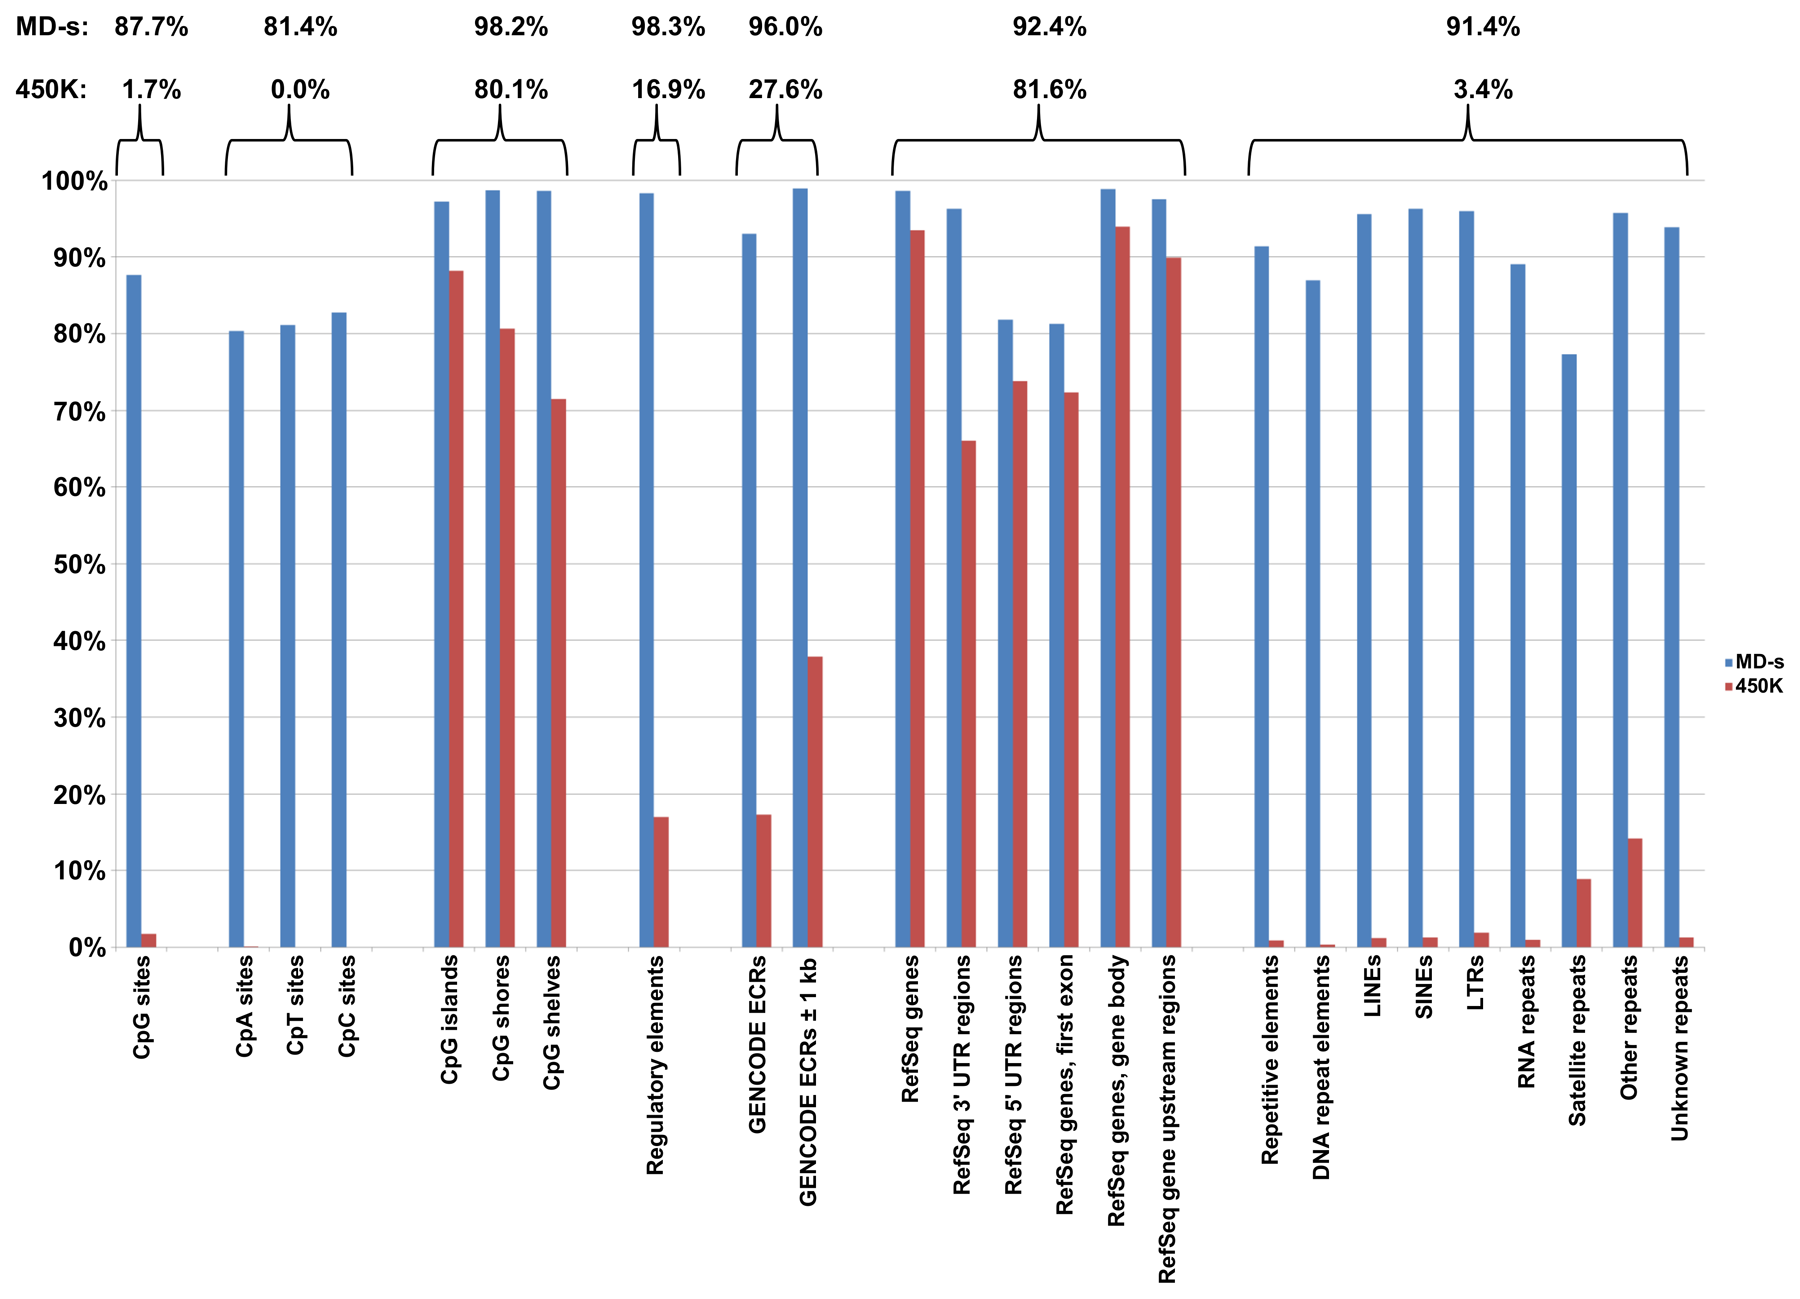 MD-s: 87.7% 81.4% 98.2% 98.3% 96.0% 92.4% 91.4%
450K: 1.7% 0.0% 80.1% 16.9% 27.6% 81.6% 3.4%
100%
90%
80%
70%
60%
50%
40%
30%
20%
10%
0%
MD-s
450K
CpG sites
CpA sites
CpT sites
CpC sites
CpG islands
CpG shores
CpG shelves
Regulatory elements
GENCODE ECRs
GENCODE ECRs ± 1 kb
RefSeq genes
RefSeq 3' UTR regions
RefSeq 5' UTR regions
RefSeq genes, first exon
RefSeq genes, gene body
RefSeq gene upstream regions
Repetitive elements
DNA repeat elements
LINEs
SINEs
LTRs
RNA repeats
Satellite repeats
Other repeats
Unknown repeats